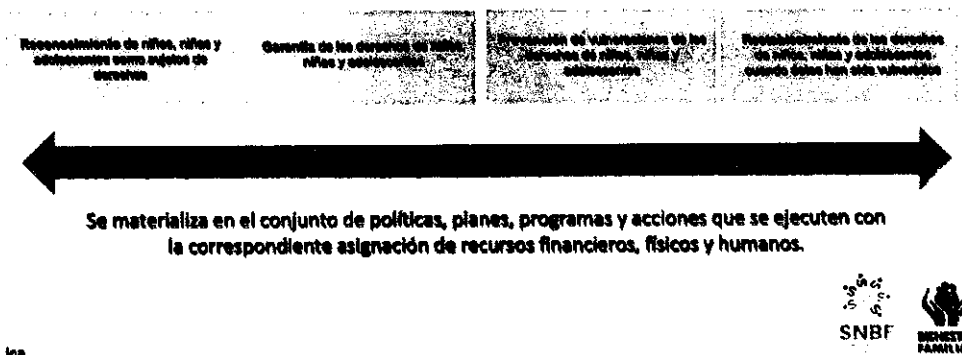 Reconocimiento de niños, niñas y
adolescentes como sujetos de
derechos
Garantía de los derechos de niños,
niñas y adolescentes
Prevención de vulneraciones de los
derechos de niños, niñas y
adolescentes
Restablecimiento de los derechos
de niños, niñas y adolescentes
cuando éstos han sido vulnerados
Se materializa en el conjunto de políticas, planes, programas y acciones que se ejecuten con
la correspondiente asignación de recursos financieros, físicos y humanos.
SNBF
BIENEST
FAMILI